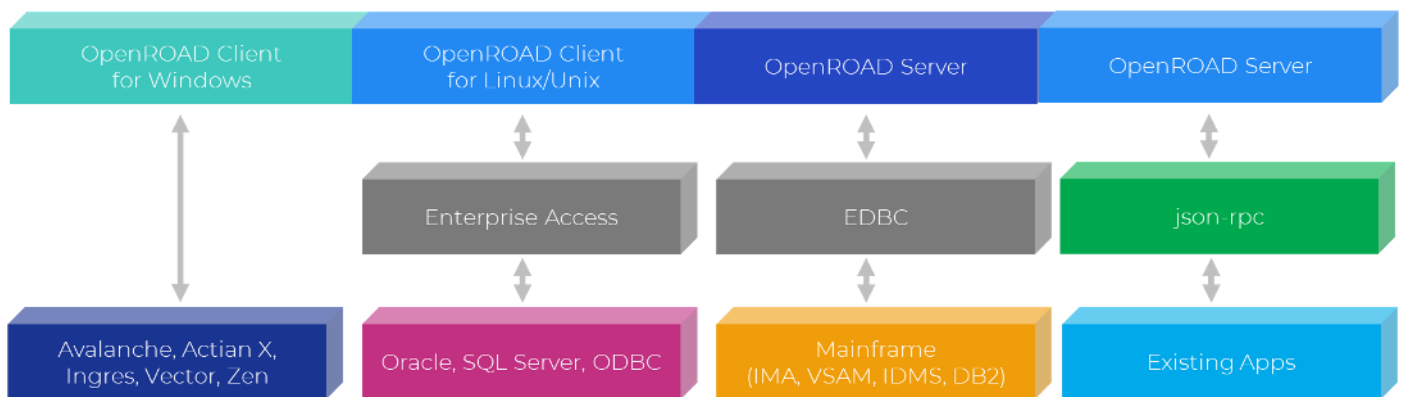 OpenROAD Client
for Windows
OpenROAD Client
for Linux/Unix
OpenROAD Server
OpenROAD Server
Enterprise Access
EDBC
json-rpc
Avalanche, Actian X,
Ingres, Vector, Zen
Oracle, SQL Server, ODBC
Mainframe
(IMA, VSAM, IDMS, DB2)
Existing Apps